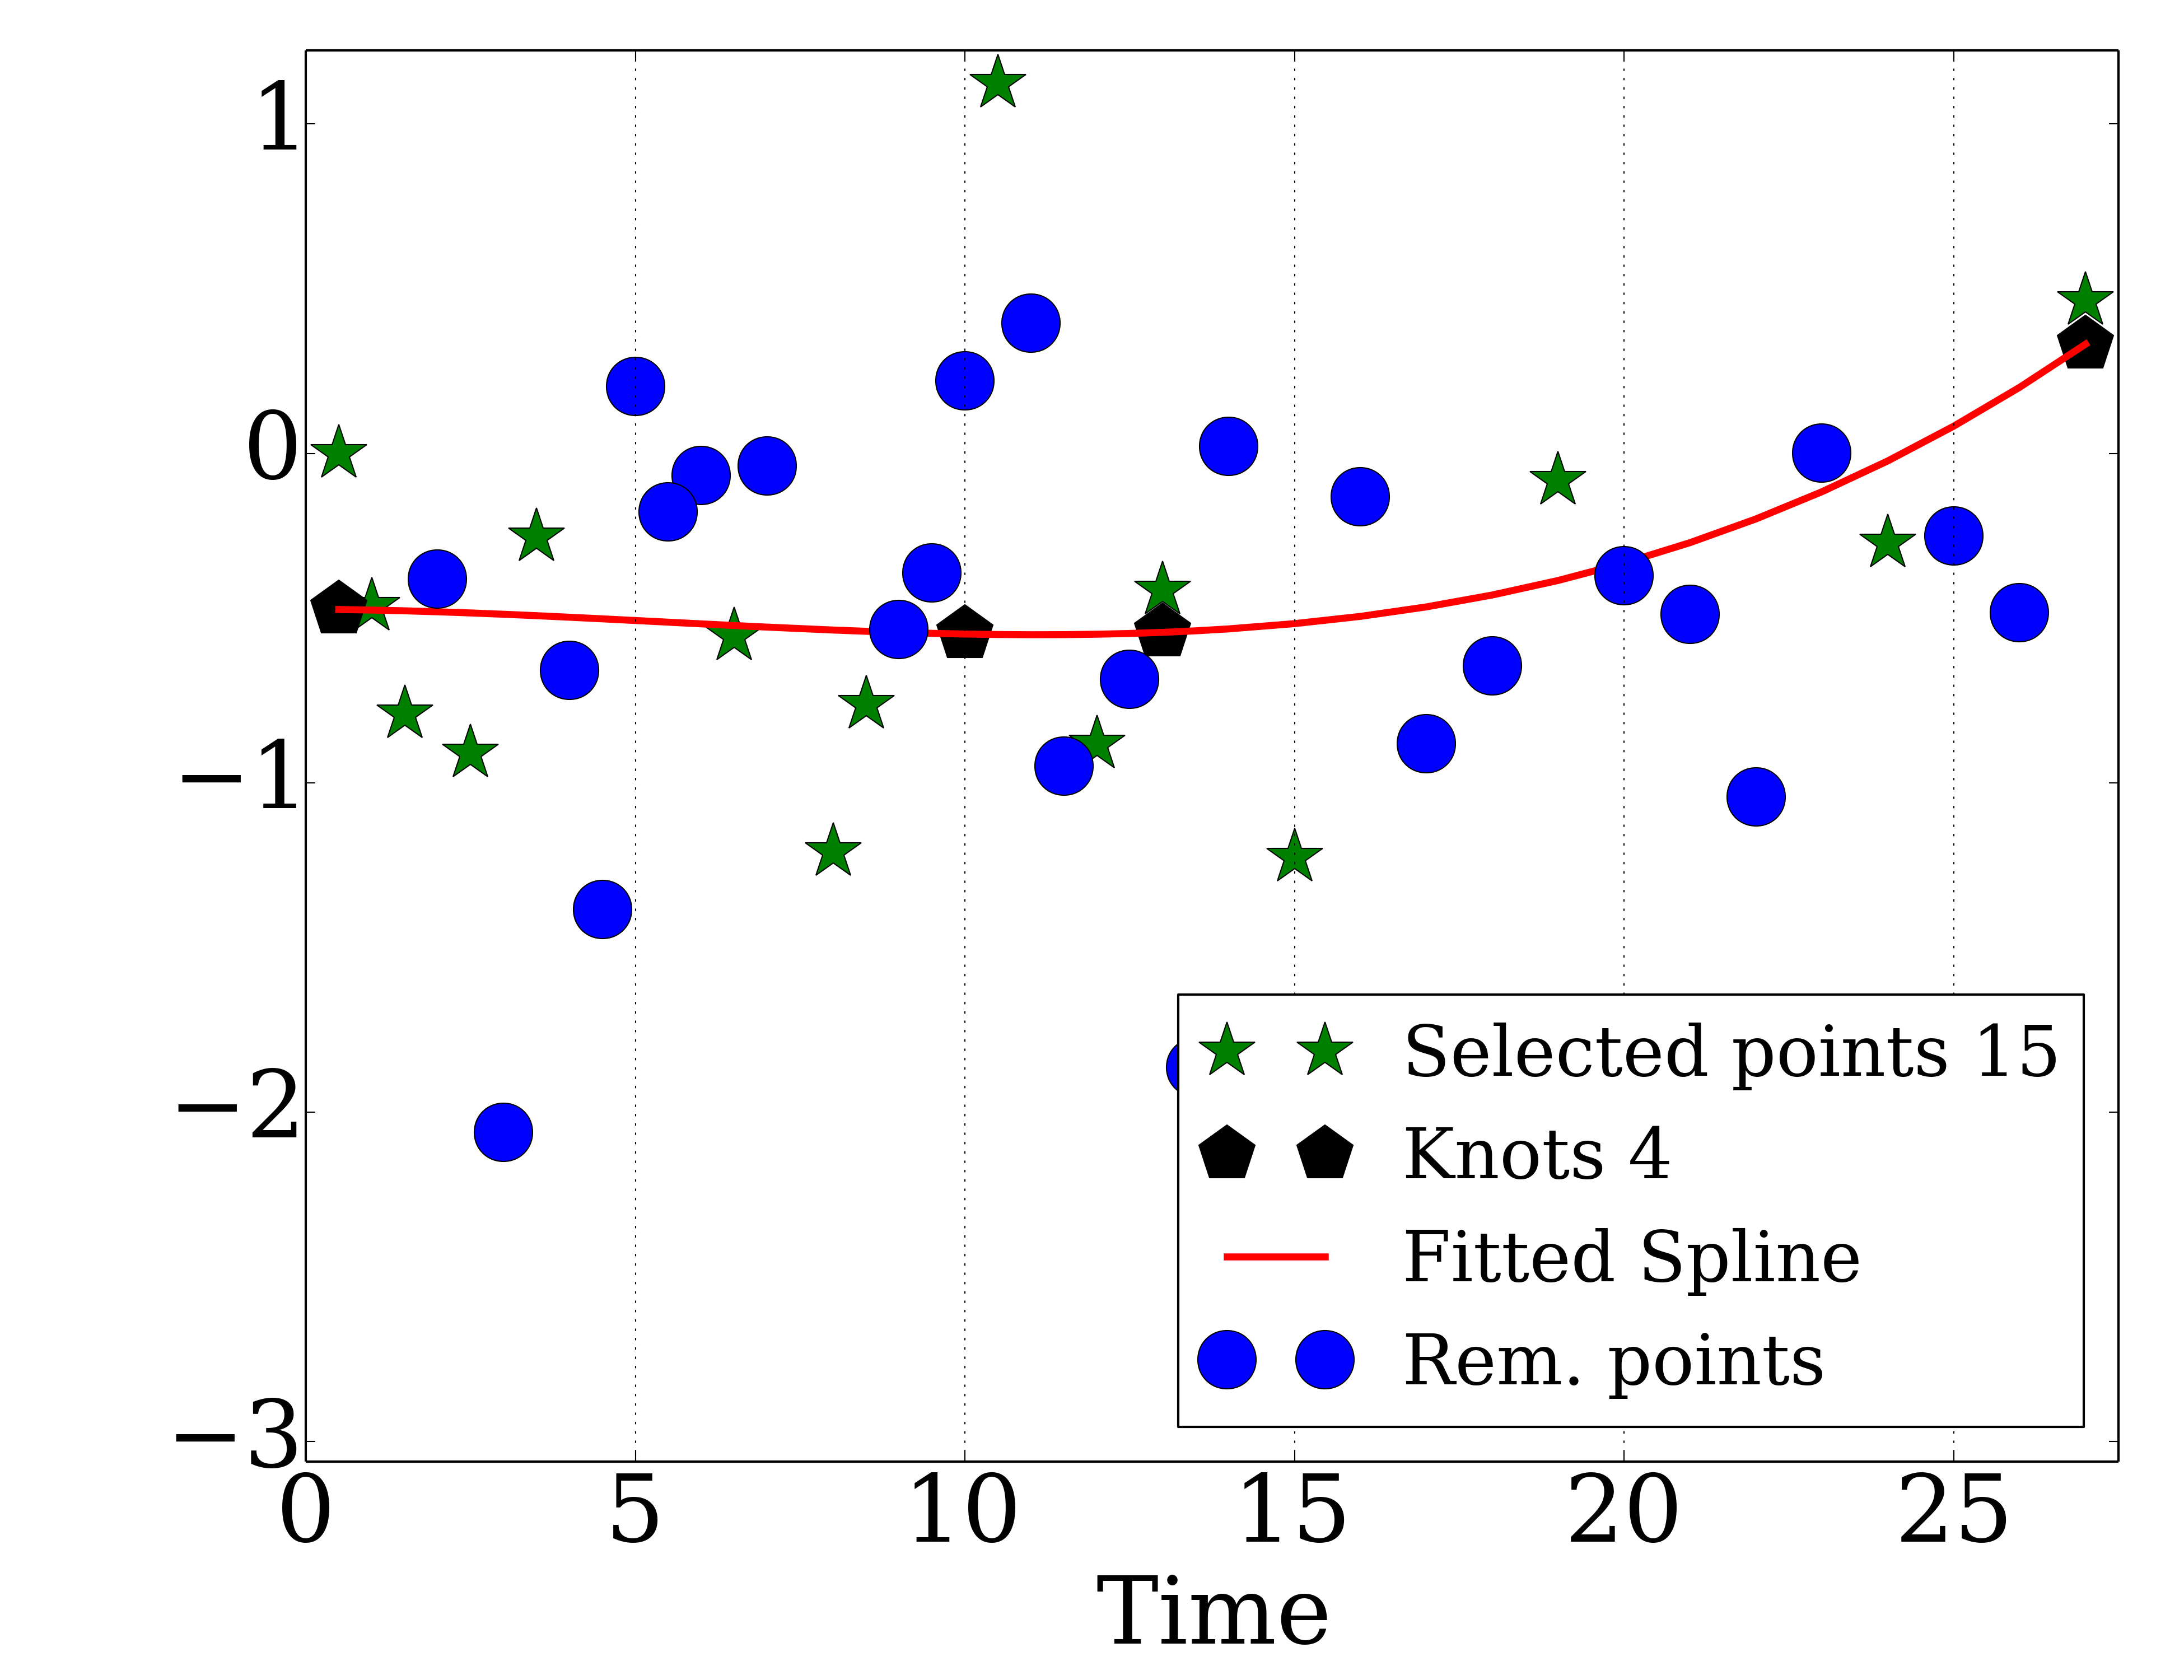 1
0
−1
−2
−3
0 5 10 15 20 25
Time
Selected points 15
Knots 4
Fitted Spline
Rem. points